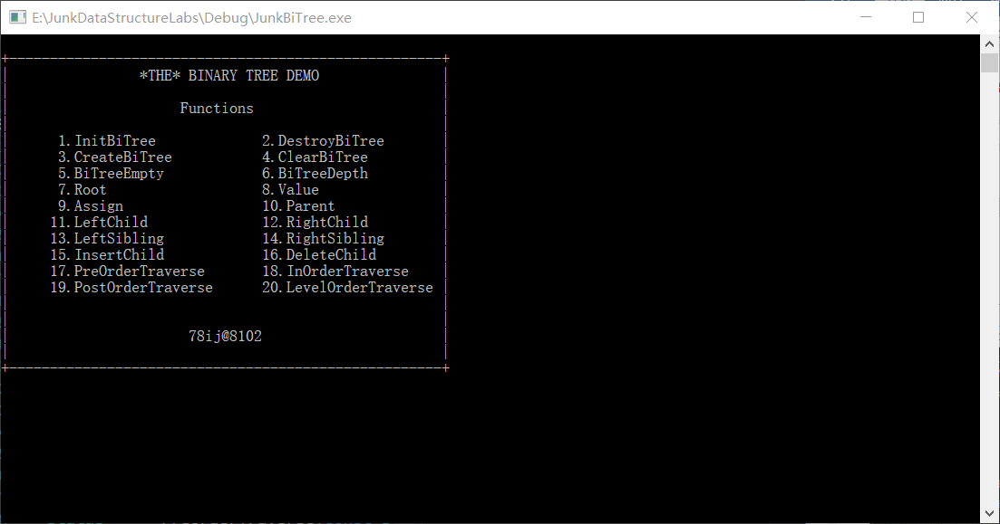 E:\JunkDataStructureLabs\Debug\JunkBiTree.exe
*THE* BINARY TREE DEMO
Functions
1.InitBiTree 2.DestroyBiTree
3.CreateBiTree 4.ClearBiTree
5.BiTreeEmpty 6.BiTreeDepth
7.Root 8.Value
9.Assign 10.Parent
11.LeftChild 12.RightChild
13.LeftSibling 14.RightSibling
15.InsertChild 16.DeleteChild
17.PreOrderTraverse 18.InOrderTraverse
19.PostOrderTraverse 20.LevelOrderTraverse
78ij@8102